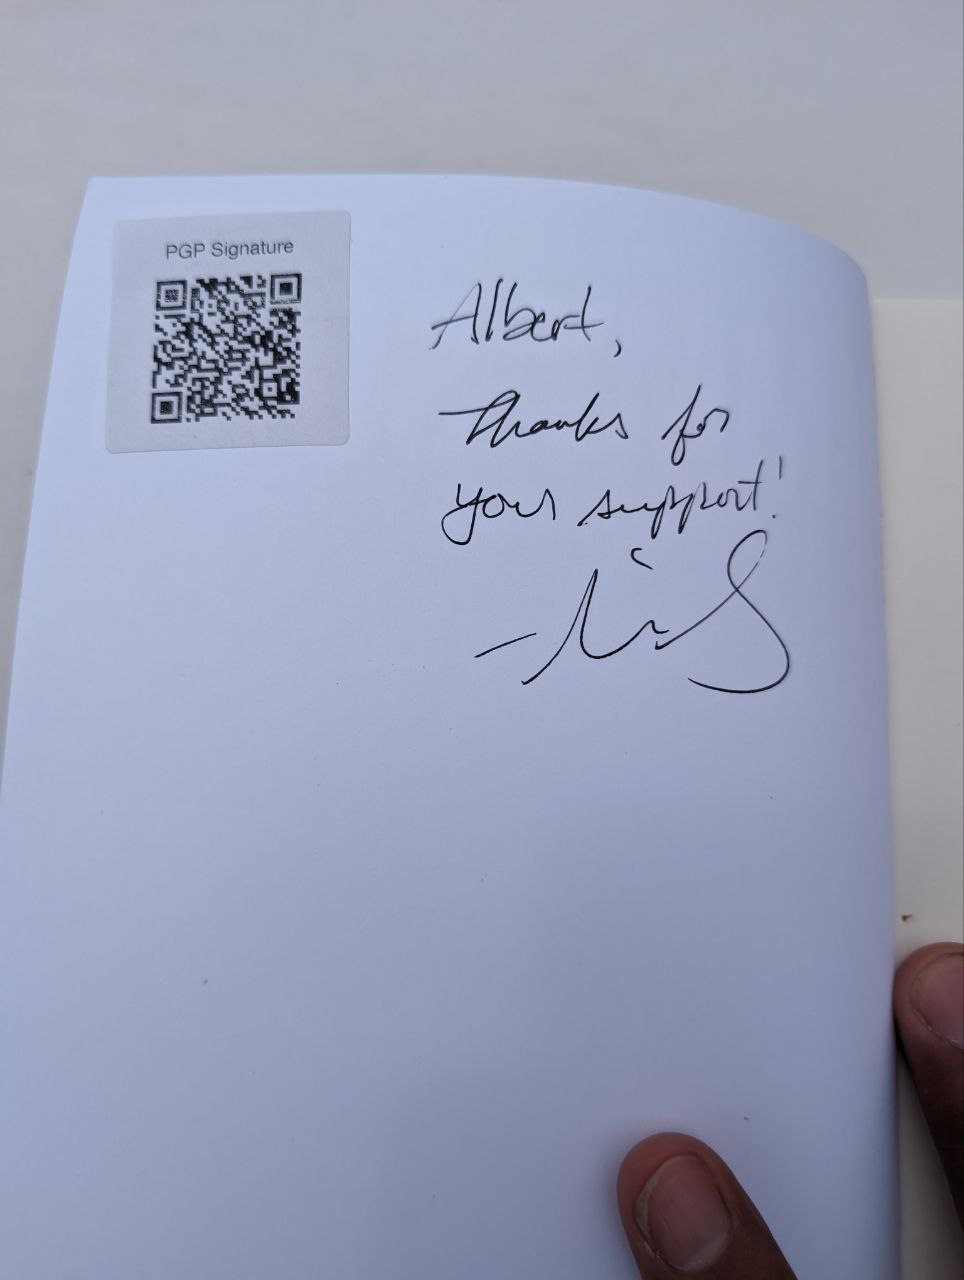 PGP Signature
Albert,
Thanks for
your support!